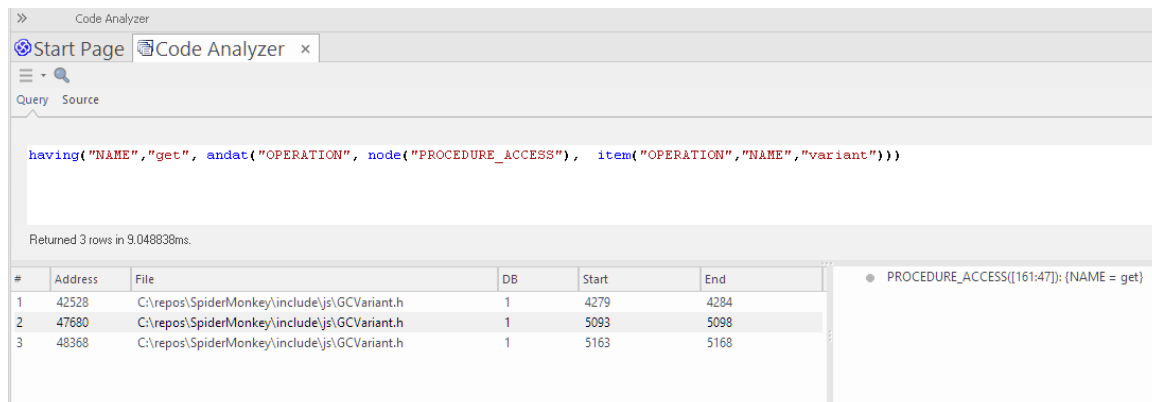 Code Analyzer
Start Page Code Analyzer ×
Query Source
having("NAME","get", andat("OPERATION", node("PROCEDURE_ACCESS"),  item("OPERATION","NAME","variant")))
Returned 3 rows in 9.048838ms.
# Address File DB Start End
1 42528 C:\repos\SpiderMonkey\include\js\GCVariant.h 1 4279 4284
2 47680 C:\repos\SpiderMonkey\include\js\GCVariant.h 1 5093 5098
3 48368 C:\repos\SpiderMonkey\include\js\GCVariant.h 1 5163 5168
PROCEDURE_ACCESS([161:47]): {NAME = get}